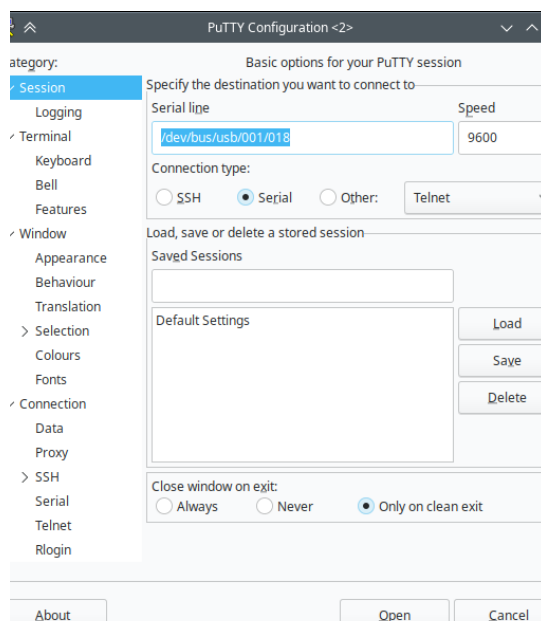 PuTTY Configuration <2>
ategory:
Session
Logging
Terminal
Keyboard
Bell
Features
Window
Appearance
Behaviour
Translation
Selection
Colours
Fonts
Connection
Data
Proxy
SSH
Serial
Telnet
Rlogin
Basic options for your PuTTY session
Specify the destination you want to connect to
Serial line Speed
/dev/bus/usb/001/018 9600
Connection type:
SSH Serial Other: Telnet
Load, save or delete a stored session
Saved Sessions
Default Settings
Load
Save
Delete
Close window on exit:
Always Never Only on clean exit
About Open Cancel